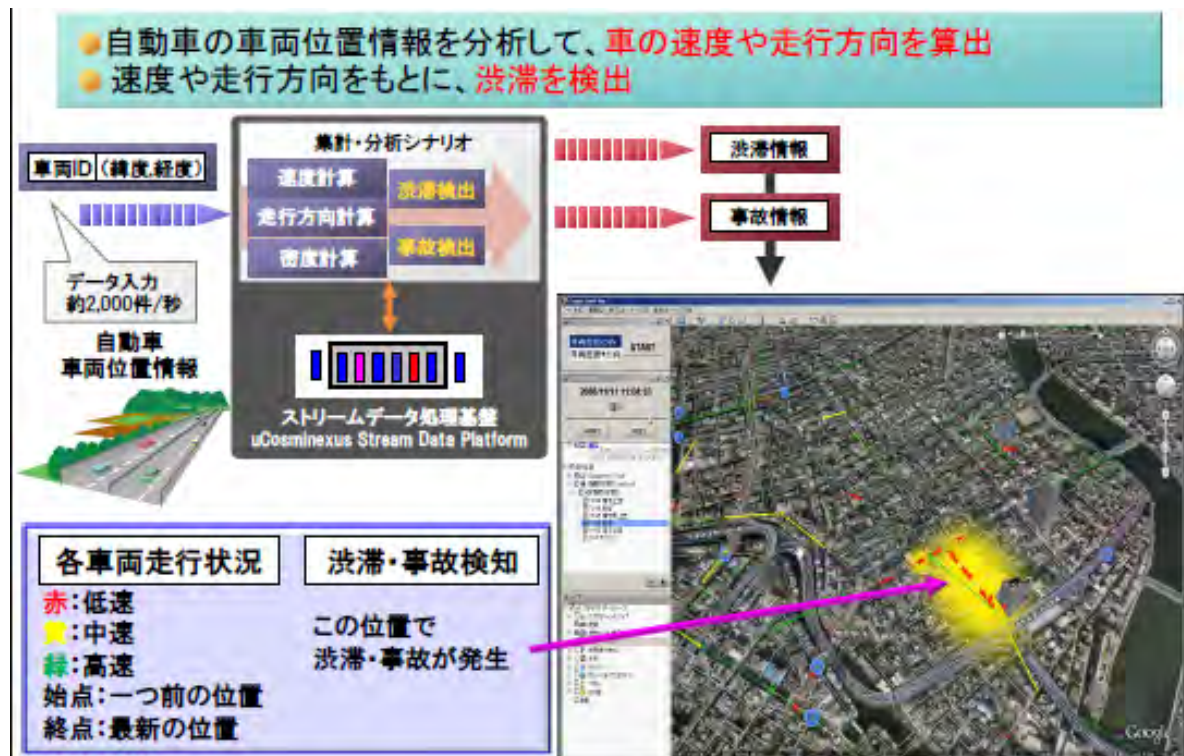 ●自動車の車両位置情報を分析して、車の速度や走行方向を算出
●速度や走行方向をもとに、渋滞を検出
車両ID (緯度,経度)
データ入力
約2,000件/秒
自動車
車両位置情報
集計・分析シナリオ
速度計算
走行方向計算
密度計算
渋滞検出
事故検出
ストリームデータ処理基盤
uCosminexus Stream Data Platform
渋滞情報
事故情報
START
各車両走行状況
赤:低速
黄:中速
緑:高速
始点:一つ前の位置
終点:最新の位置
渋滞・事故検知
この位置で
渋滞・事故が発生